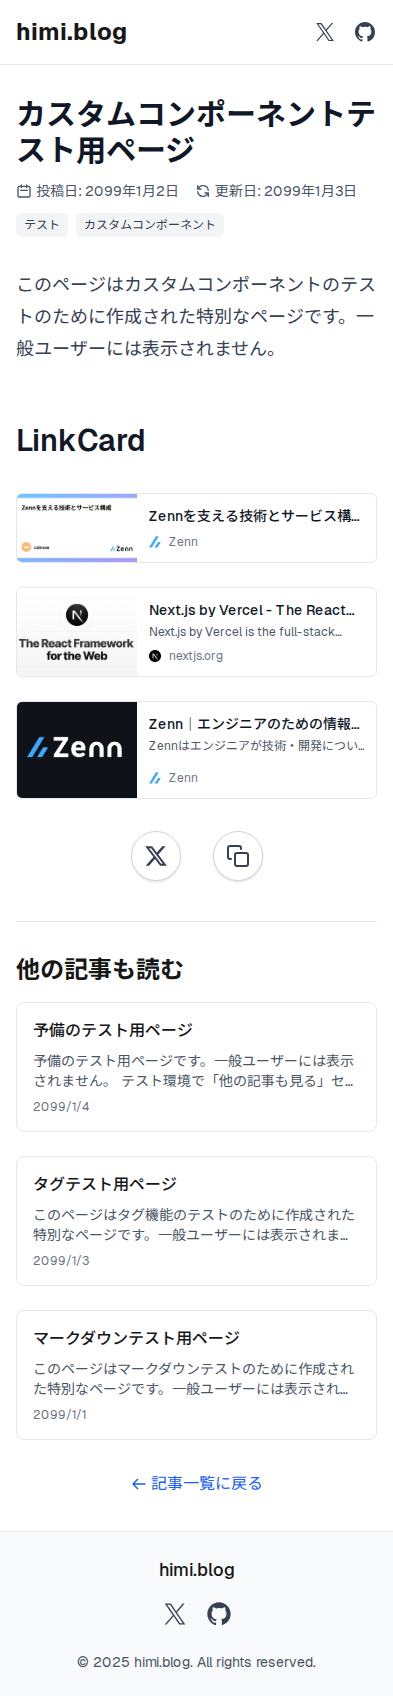 himi.blog
カスタムコンポーネントテ
スト用ページ
投稿日: 2099年1月2日 更新日: 2099年1月3日
テスト カスタムコンポーネント
このページはカスタムコンポーネントのテス
トのために作成された特別なページです。一
般ユーザーには表示されません。
LinkCard
Zennを支える技術とサービス構成
catnose
Zenn
Zennを支える技術とサービス構...
Zenn
The React Framework
for the Web
Next.js by Vercel - The React...
Next.js by Vercel is the full-stack...
nextjs.org
Zenn
Zenn｜エンジニアのための情報...
Zennはエンジニアが技術・開発につい...
Zenn
他の記事も読む
予備のテスト用ページ
予備のテスト用ページです。一般ユーザーには表示
されません。 テスト環境で「他の記事も見る」セ...
2099/1/4
タグテスト用ページ
このページはタグ機能のテストのために作成された
特別なページです。一般ユーザーには表示されま...
2099/1/3
マークダウンテスト用ページ
このページはマークダウンテストのために作成され
た特別なページです。一般ユーザーには表示され...
2099/1/1
← 記事一覧に戻る
himi.blog
© 2025 himi.blog. All rights reserved.